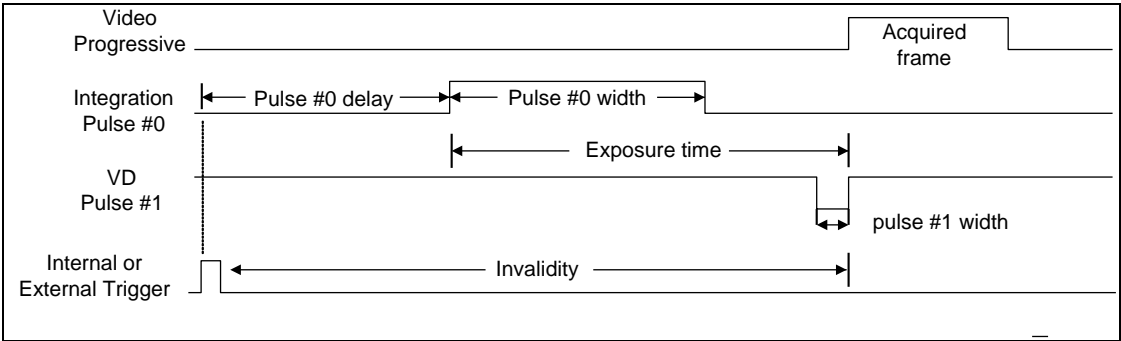 Video
Progressive
Acquired
frame
Integration
Pulse #0
Pulse #0 delay
Pulse #0 width
Exposure time
VD
Pulse #1
pulse #1 width
Internal or
External Trigger
Invalidity